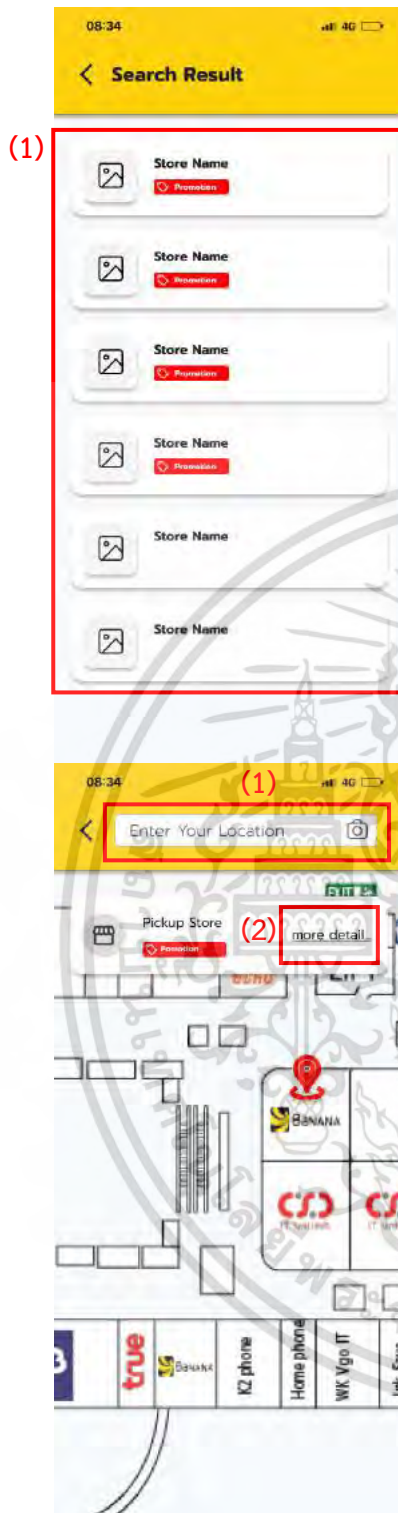 08:34 4G
Search Result
(1)
Store Name
Promotion
Store Name
Promotion
Store Name
Promotion
Store Name
Promotion
Store Name
Store Name
08:34 (1) 4G
Enter Your Location
EXIT
Pickup Store
(2) more detail
Promotion
BaNANA
true
BaNANA
K2 phone
Home phone
WK Vgo IT